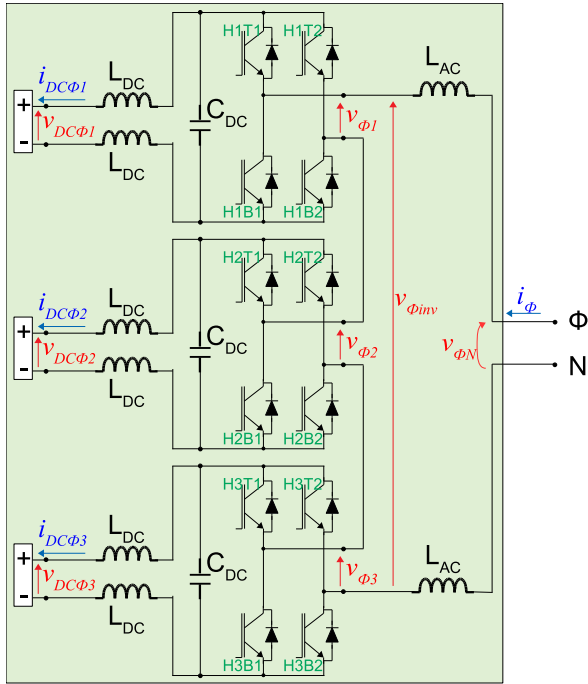 H1T1 H1T2
L_AC
i_DCΦ1
L_DC
+
v_DCΦ1
-
C_DC
v_Φ1
L_DC
H1B1 H1B2
H2T1 H2T2
i_DCΦ2
L_DC
v_Φinv
i_Φ
+
v_DCΦ2
-
C_DC
v_Φ2
v_ΦN
Φ
N
L_DC
H2B1 H2B2
H3T1 H3T2
i_DCΦ3
L_DC
L_AC
+
v_DCΦ3
-
C_DC
v_Φ3
L_DC
H3B1 H3B2